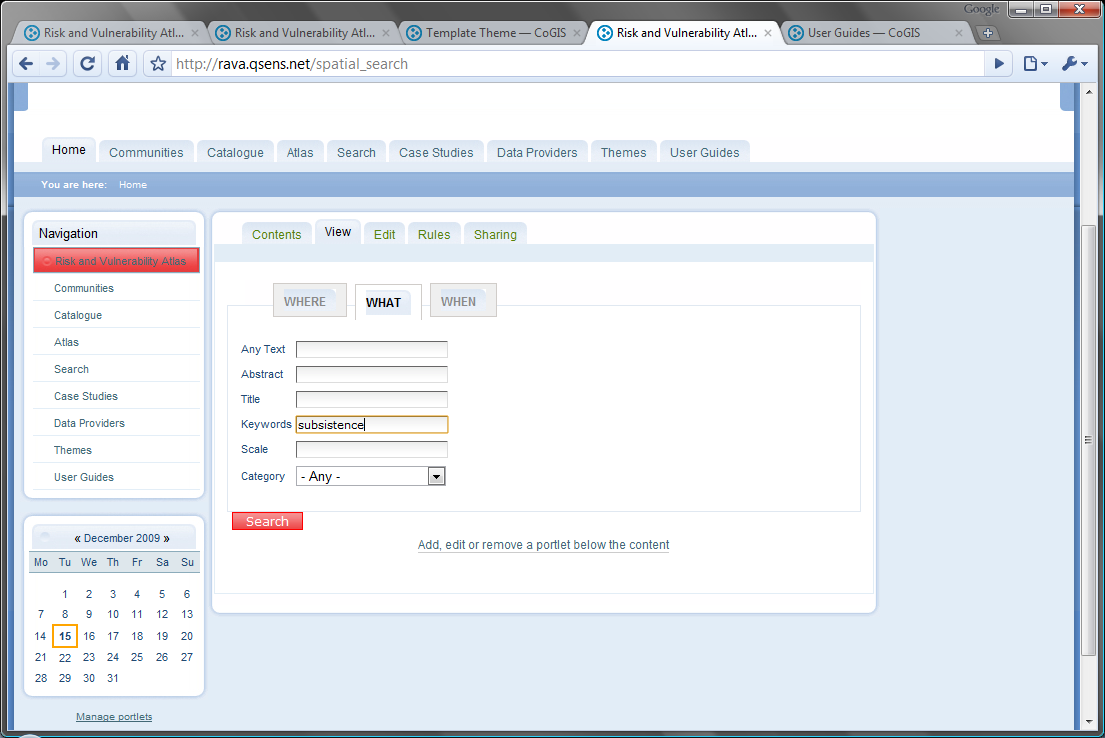 Google
Risk and Vulnerability Atl...
Risk and Vulnerability Atl...
Template Theme — CoGIS
Risk and Vulnerability Atl...
User Guides — CoGIS
http://rava.qsens.net/spatial_search
Home Communities Catalogue Atlas Search Case Studies Data Providers Themes User Guides
You are here: Home
Navigation
Risk and Vulnerability Atlas
Communities
Catalogue
Atlas
Search
Case Studies
Data Providers
Themes
User Guides
« December 2009 »
Mo Tu We Th Fr Sa Su
1 2 3 4 5 6
7 8 9 10 11 12 13
14 15 16 17 18 19 20
21 22 23 24 25 26 27
28 29 30 31
Manage portlets
Contents View Edit Rules Sharing
WHERE WHAT WHEN
Any Text
Abstract
Title
Keywords subsistence
Scale
Category - Any -
Search
Add, edit or remove a portlet below the content